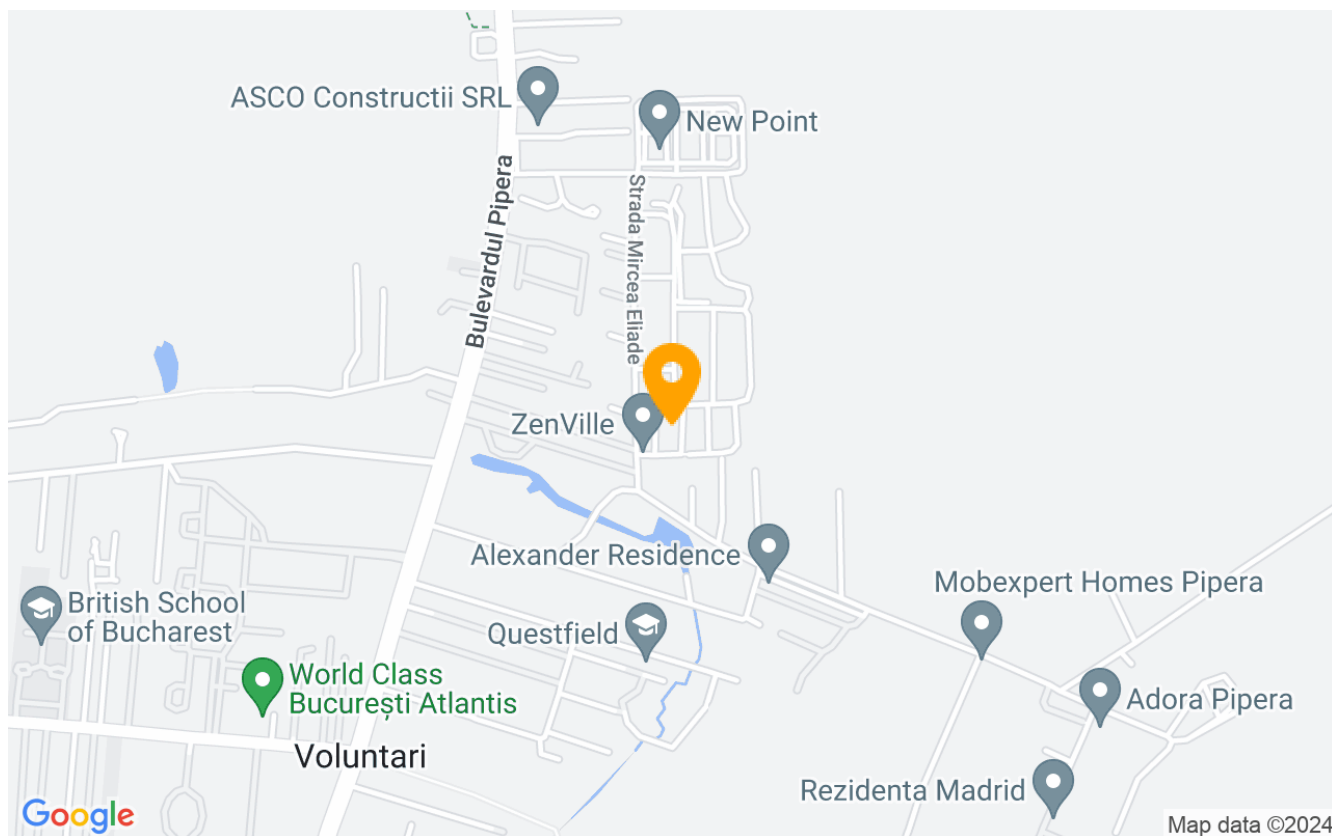 ASCO Constructii SRL
New Point
Bulevardul Pipera
Strada Mircea Eliade
ZenVille
Alexander Residence
Mobexpert Homes Pipera
British School
of Bucharest
Questfield
World Class
București Atlantis
Adora Pipera
Voluntari
Rezidenta Madrid
Google
Map data ©2024